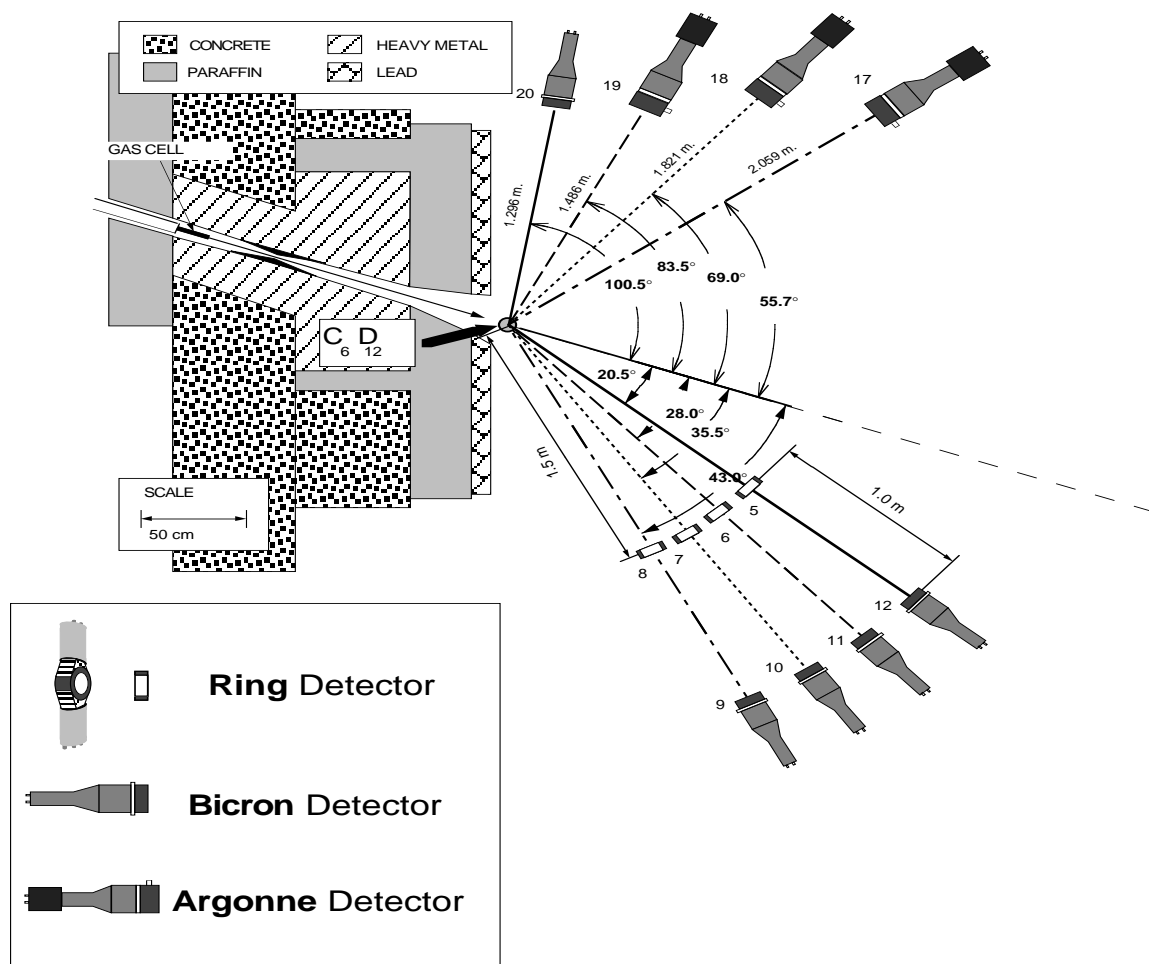 CONCRETE
HEAVY METAL
PARAFFIN
LEAD
20
19
18
17
GAS CELL
1.296 m.
1.486 m.
1.821 m.
2.059 m.
100.5°
83.5°
69.0°
55.7°
C6 D12
20.5°
28.0°
35.5°
43.0°
1.5 m
1.0 m
SCALE
50 cm
5
6
7
8
12
11
10
9
Ring Detector
Bicron Detector
Argonne Detector